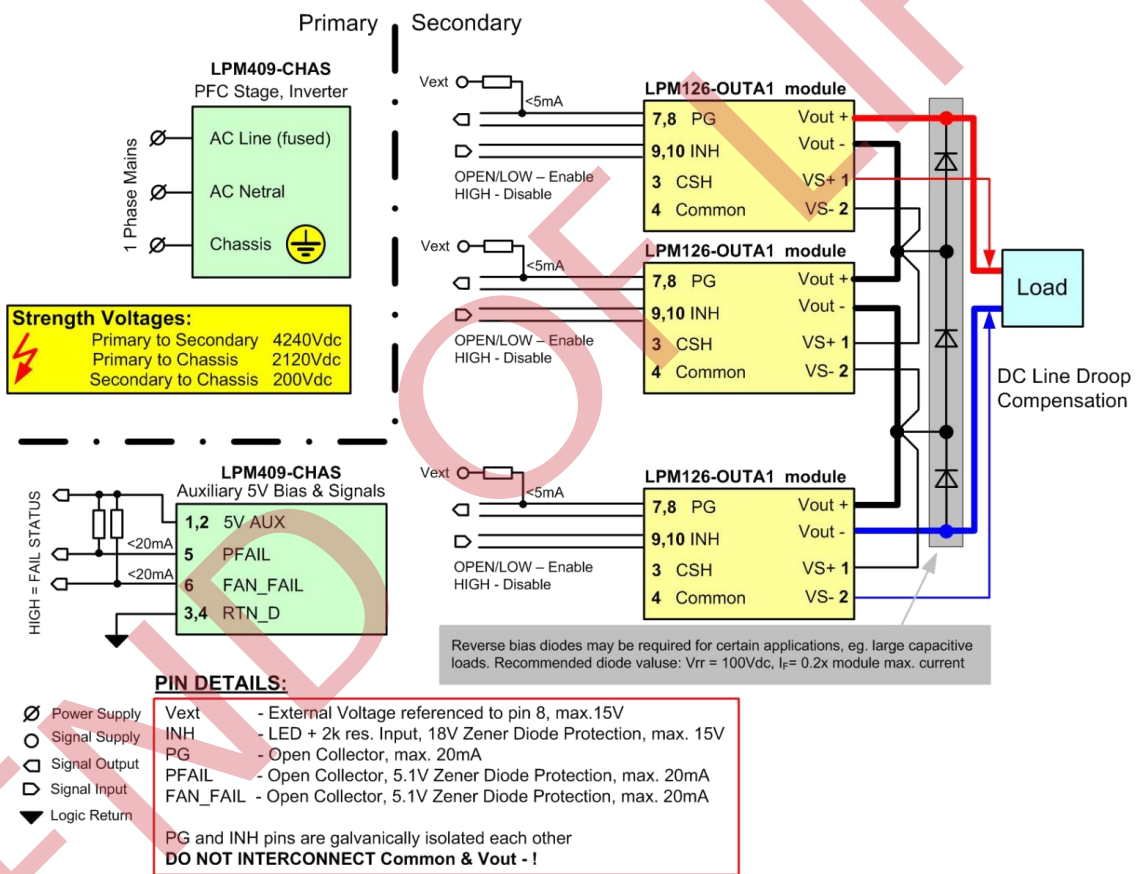 Primary
Secondary
LPM409-CHAS
PFC Stage, Inverter
1 Phase Mains
AC Line (fused)
AC Netral
Chassis
Strength Voltages:
Primary to Secondary 4240Vdc
Primary to Chassis 2120Vdc
Secondary to Chassis 200Vdc
LPM409-CHAS
Auxiliary 5V Bias & Signals
HIGH = FAIL STATUS
1,2 5V AUX
<20mA
5 PFAIL
<20mA
6 FAN_FAIL
3,4 RTN_D
Vext
<5mA
OPEN/LOW – Enable
HIGH - Disable
LPM126-OUTA1 module
7,8 PG Vout +
Vout -
9,10 INH
3 CSH VS+ 1
4 Common VS- 2
Vext
<5mA
OPEN/LOW – Enable
HIGH - Disable
LPM126-OUTA1 module
7,8 PG Vout +
9,10 INH Vout -
3 CSH VS+ 1
4 Common VS- 2
Vext
<5mA
OPEN/LOW – Enable
HIGH - Disable
LPM126-OUTA1 module
7,8 PG Vout +
9,10 INH Vout -
3 CSH VS+ 1
4 Common VS- 2
Load
DC Line Droop
Compensation
Reverse bias diodes may be required for certain applications, eg. large capacitive
loads. Recommended diode valuse: Vrr = 100Vdc, IF= 0.2x module max. current
PIN DETAILS:
Power Supply
Signal Supply
Signal Output
Signal Input
Logic Return
Vext - External Voltage referenced to pin 8, max.15V
INH - LED + 2k res. Input, 18V Zener Diode Protection, max. 15V
PG - Open Collector, max. 20mA
PFAIL - Open Collector, 5.1V Zener Diode Protection, max. 20mA
FAN_FAIL - Open Collector, 5.1V Zener Diode Protection, max. 20mA
PG and INH pins are galvanically isolated each other
DO NOT INTERCONNECT Common & Vout - !
END OF LIF